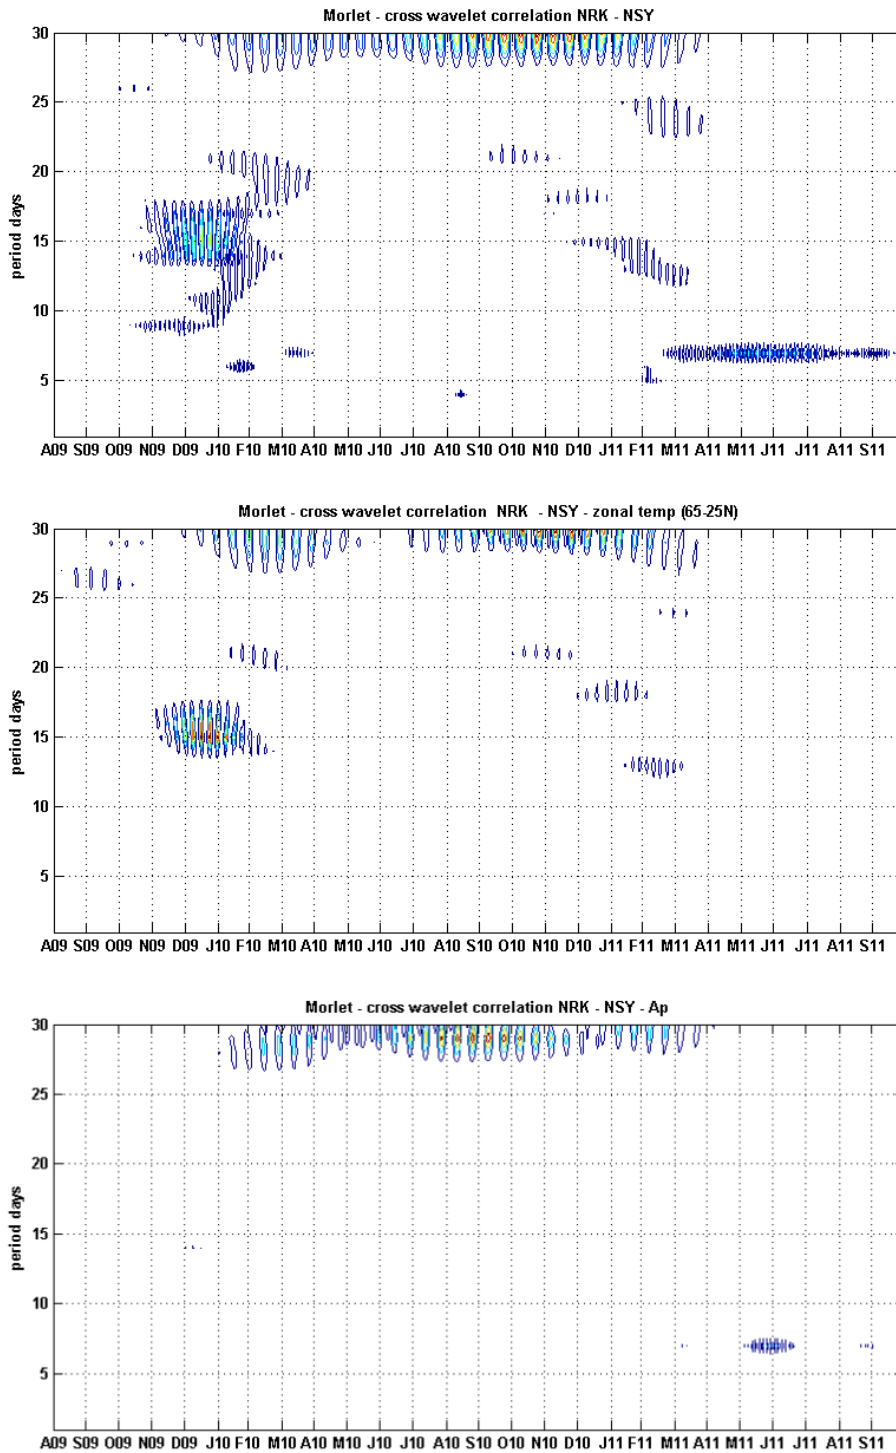 Morlet - cross wavelet correlation NRK - NSY
30
25
20
15
10
5
period days
A09 S09 O09 N09 D09 J10 F10 M10 A10 M10 J10 J10 A10 S10 O10 N10 D10 J11 F11 M11 A11 M11 J11 J11 A11 S11
Morlet - cross wavelet correlation NRK - NSY - zonal temp (65-25N)
30
25
20
15
10
5
period days
A09 S09 O09 N09 D09 J10 F10 M10 A10 M10 J10 J10 A10 S10 O10 N10 D10 J11 F11 M11 A11 M11 J11 J11 A11 S11
Morlet - cross wavelet correlation NRK - NSY - Ap
30
25
20
15
10
5
period days
A09 S09 O09 N09 D09 J10 F10 M10 A10 M10 J10 J10 A10 S10 O10 N10 D10 J11 F11 M11 A11 M11 J11 J11 A11 S11